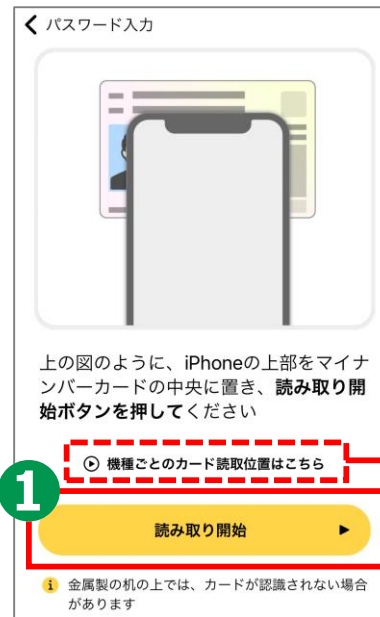 パスワード入力
上の図のように、iPhoneの上部をマイナ
ンバーカードの中央に置き、読み取り開
始ボタンを押してください
機種ごとのカード読取位置はこちら
1
読み取り開始
金属製の机の上では、カードが認識されない場合
があります